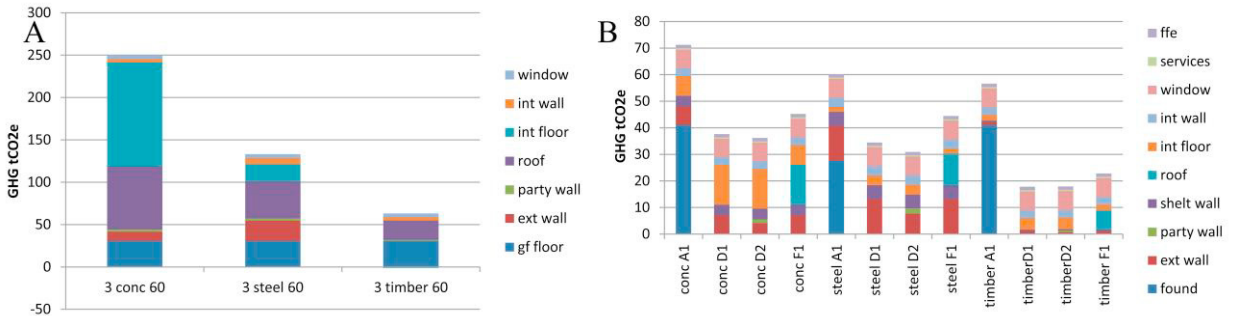 A
GHG tCO2e
300
250
200
150
100
50
0
-50
3 conc 60
3 steel 60
3 timber 60
window
int wall
int floor
roof
party wall
ext wall
gf floor
B
GHG tCO2e
80
70
60
50
40
30
20
10
0
conc A1
conc D1
conc D2
conc F1
steel A1
steel D1
steel D2
steel F1
timber A1
timberD1
timberD2
timber F1
ffe
services
window
int wall
int floor
roof
shelt wall
party wall
ext wall
found